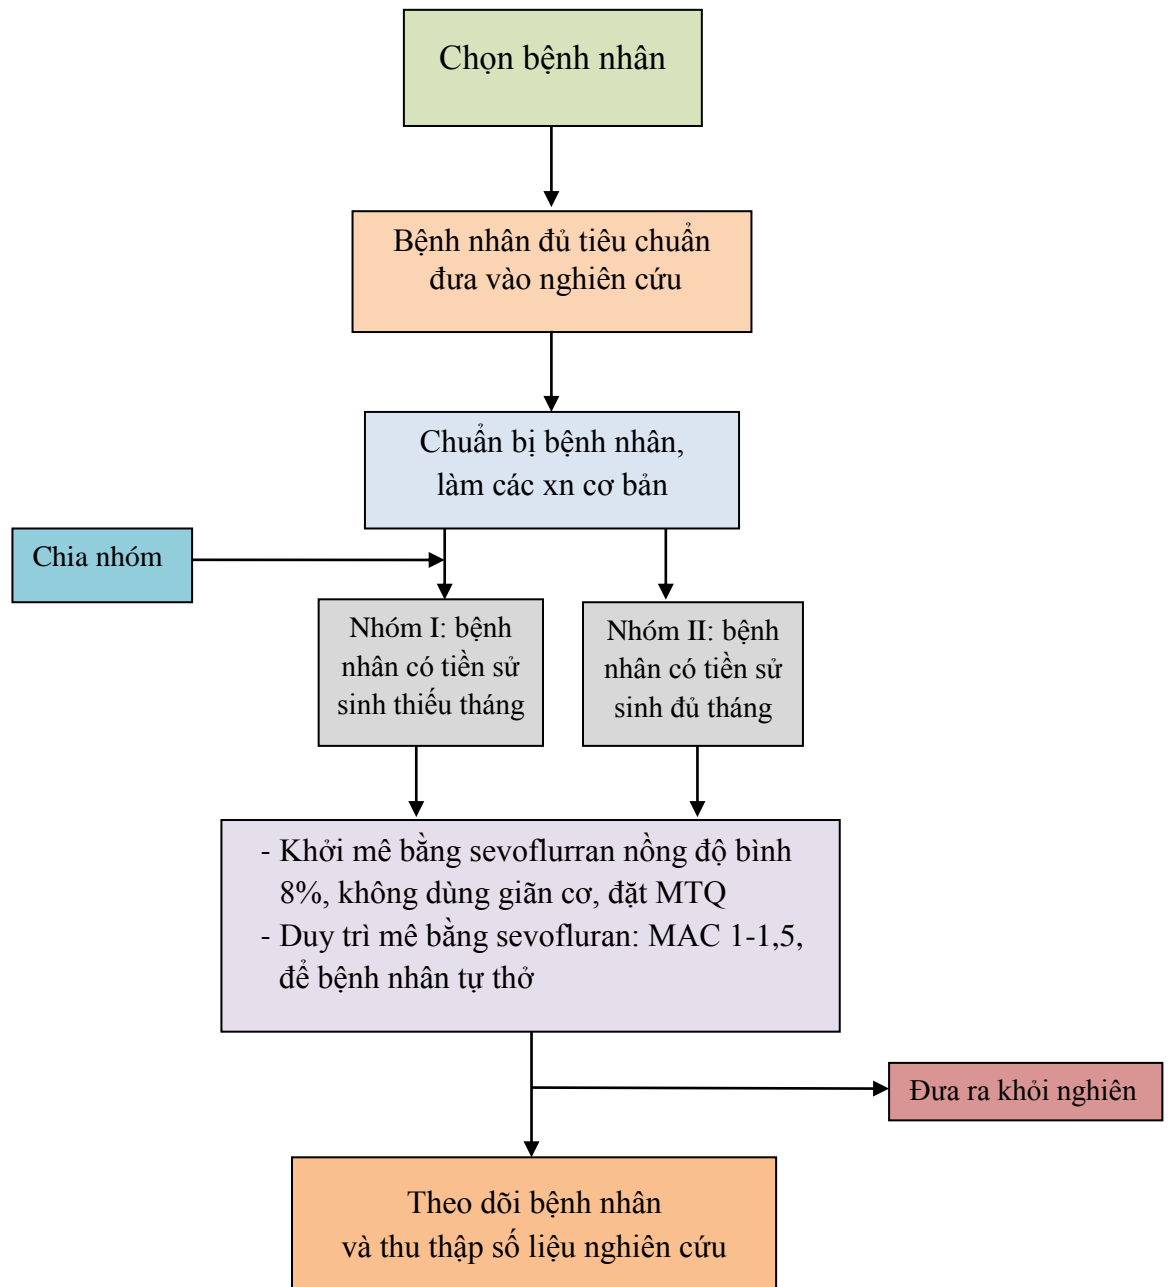 Chọn bệnh nhân
Bệnh nhân đủ tiêu chuẩn
đưa vào nghiên cứu
Chuẩn bị bệnh nhân,
làm các xn cơ bản
Chia nhóm
Nhóm I: bệnh
nhân có tiền sử
sinh thiếu tháng
Nhóm II: bệnh
nhân có tiền sử
sinh đủ tháng
- Khởi mê bằng sevoflurran nồng độ bình
8%, không dùng giãn cơ, đặt MTQ
- Duy trì mê bằng sevofluran: MAC 1-1,5,
để bệnh nhân tự thở
Đưa ra khỏi nghiên
Theo dõi bệnh nhân
và thu thập số liệu nghiên cứu